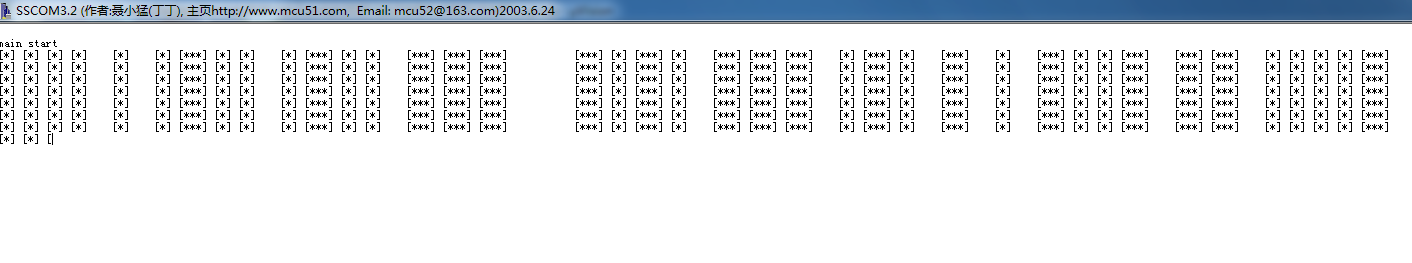 SSCOM3.2 (作者:聂小猛(丁丁), 主页http://www.mcu51.com,  Email: mcu52@163.com)2003.6.24
main start
[*] [*] [*] [*]    [*]    [*] [***] [*] [*]    [*] [***] [*] [*]    [***] [***] [***]           [***] [*] [***] [*]    [***] [***] [***]    [*] [***] [*]    [***]    [*]    [***] [*] [*] [***]    [***] [***]    [*] [*] [*] [*] [***]
[*] [*] [*] [*]    [*]    [*] [***] [*] [*]    [*] [***] [*] [*]    [***] [***] [***]           [***] [*] [***] [*]    [***] [***] [***]    [*] [***] [*]    [***]    [*]    [***] [*] [*] [***]    [***] [***]    [*] [*] [*] [*] [***]
[*] [*] [*] [*]    [*]    [*] [***] [*] [*]    [*] [***] [*] [*]    [***] [***] [***]           [***] [*] [***] [*]    [***] [***] [***]    [*] [***] [*]    [***]    [*]    [***] [*] [*] [***]    [***] [***]    [*] [*] [*] [*] [***]
[*] [*] [*] [*]    [*]    [*] [***] [*] [*]    [*] [***] [*] [*]    [***] [***] [***]           [***] [*] [***] [*]    [***] [***] [***]    [*] [***] [*]    [***]    [*]    [***] [*] [*] [***]    [***] [***]    [*] [*] [*] [*] [***]
[*] [*] [*] [*]    [*]    [*] [***] [*] [*]    [*] [***] [*] [*]    [***] [***] [***]           [***] [*] [***] [*]    [***] [***] [***]    [*] [***] [*]    [***]    [*]    [***] [*] [*] [***]    [***] [***]    [*] [*] [*] [*] [***]
[*] [*] [*] [*]    [*]    [*] [***] [*] [*]    [*] [***] [*] [*]    [***] [***] [***]           [***] [*] [***] [*]    [***] [***] [***]    [*] [***] [*]    [***]    [*]    [***] [*] [*] [***]    [***] [***]    [*] [*] [*] [*] [***]
[*] [*] [*] [*]    [*]    [*] [***] [*] [*]    [*] [***] [*] [*]    [***] [***] [***]           [***] [*] [***] [*]    [***] [***] [***]    [*] [***] [*]    [***]    [*]    [***] [*] [*] [***]    [***] [***]    [*] [*] [*] [*] [***]
[*] [*] [